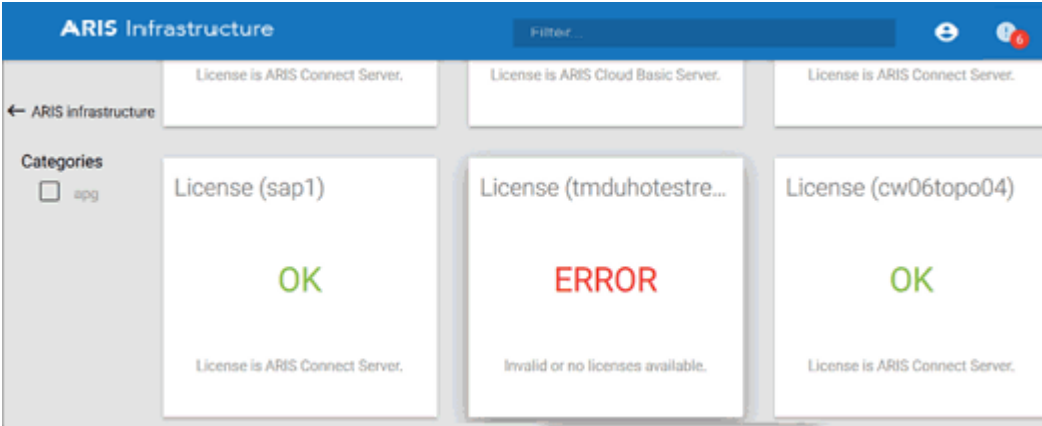 ARIS Infrastructure
Filter...
6
License is ARIS Connect Server.
License is ARIS Cloud Basic Server.
License is ARIS Connect Server.
← ARIS infrastructure
Categories
apg
License (sap1)
OK
License is ARIS Connect Server.
License (tmduhotestre...
ERROR
Invalid or no licenses available.
License (cw06topo04)
OK
License is ARIS Connect Server.